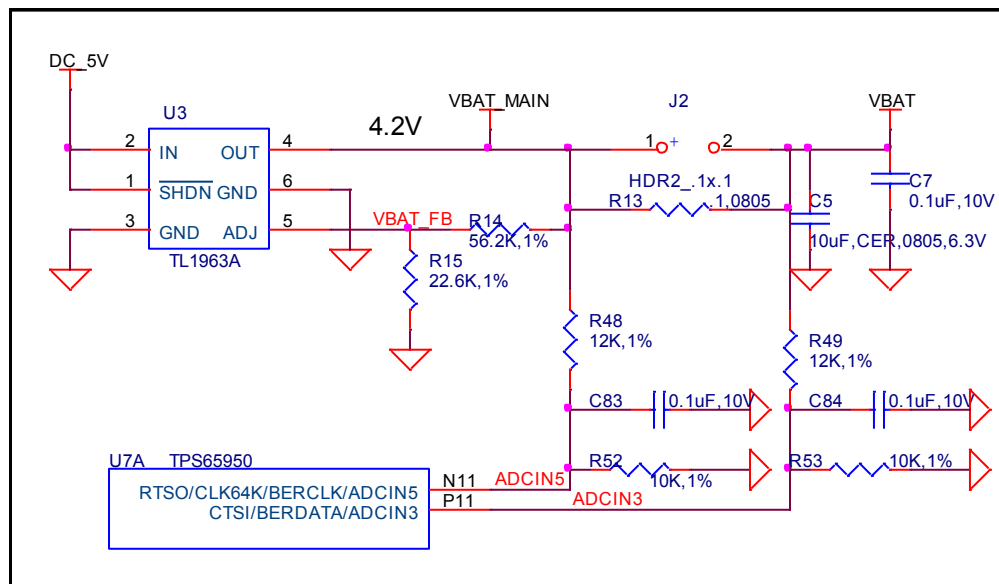 DC_5V
U3
2
IN
OUT
4
1
SHDN
GND
6
3
GND
ADJ
5
TL1963A
4.2V
VBAT_MAIN
J2
1
+
2
VBAT
HDR2_.1x.1
R13
.1,0805
C5
10uF,CER,0805,6.3V
C7
0.1uF,10V
VBAT_FB
R14
56.2K,1%
R15
22.6K,1%
R48
12K,1%
R49
12K,1%
C83
0.1uF,10V
C84
0.1uF,10V
R52
10K,1%
R53
10K,1%
U7A
TPS65950
RTSO/CLK64K/BERCLK/ADCIN5
N11
ADCIN5
CTSI/BERDATA/ADCIN3
P11
ADCIN3